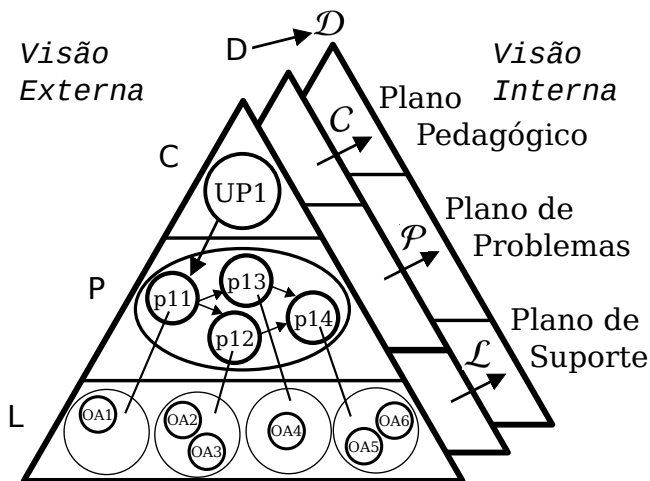 Visão
Externa
D
𝒟
Visão
Interna
Plano
Pedagógico
C
𝒞
UP1
Plano de
Problemas
P
𝒫
p11
p13
p12
p14
Plano de
Suporte
L
ℒ
OA1
OA2
OA3
OA4
OA5
OA6